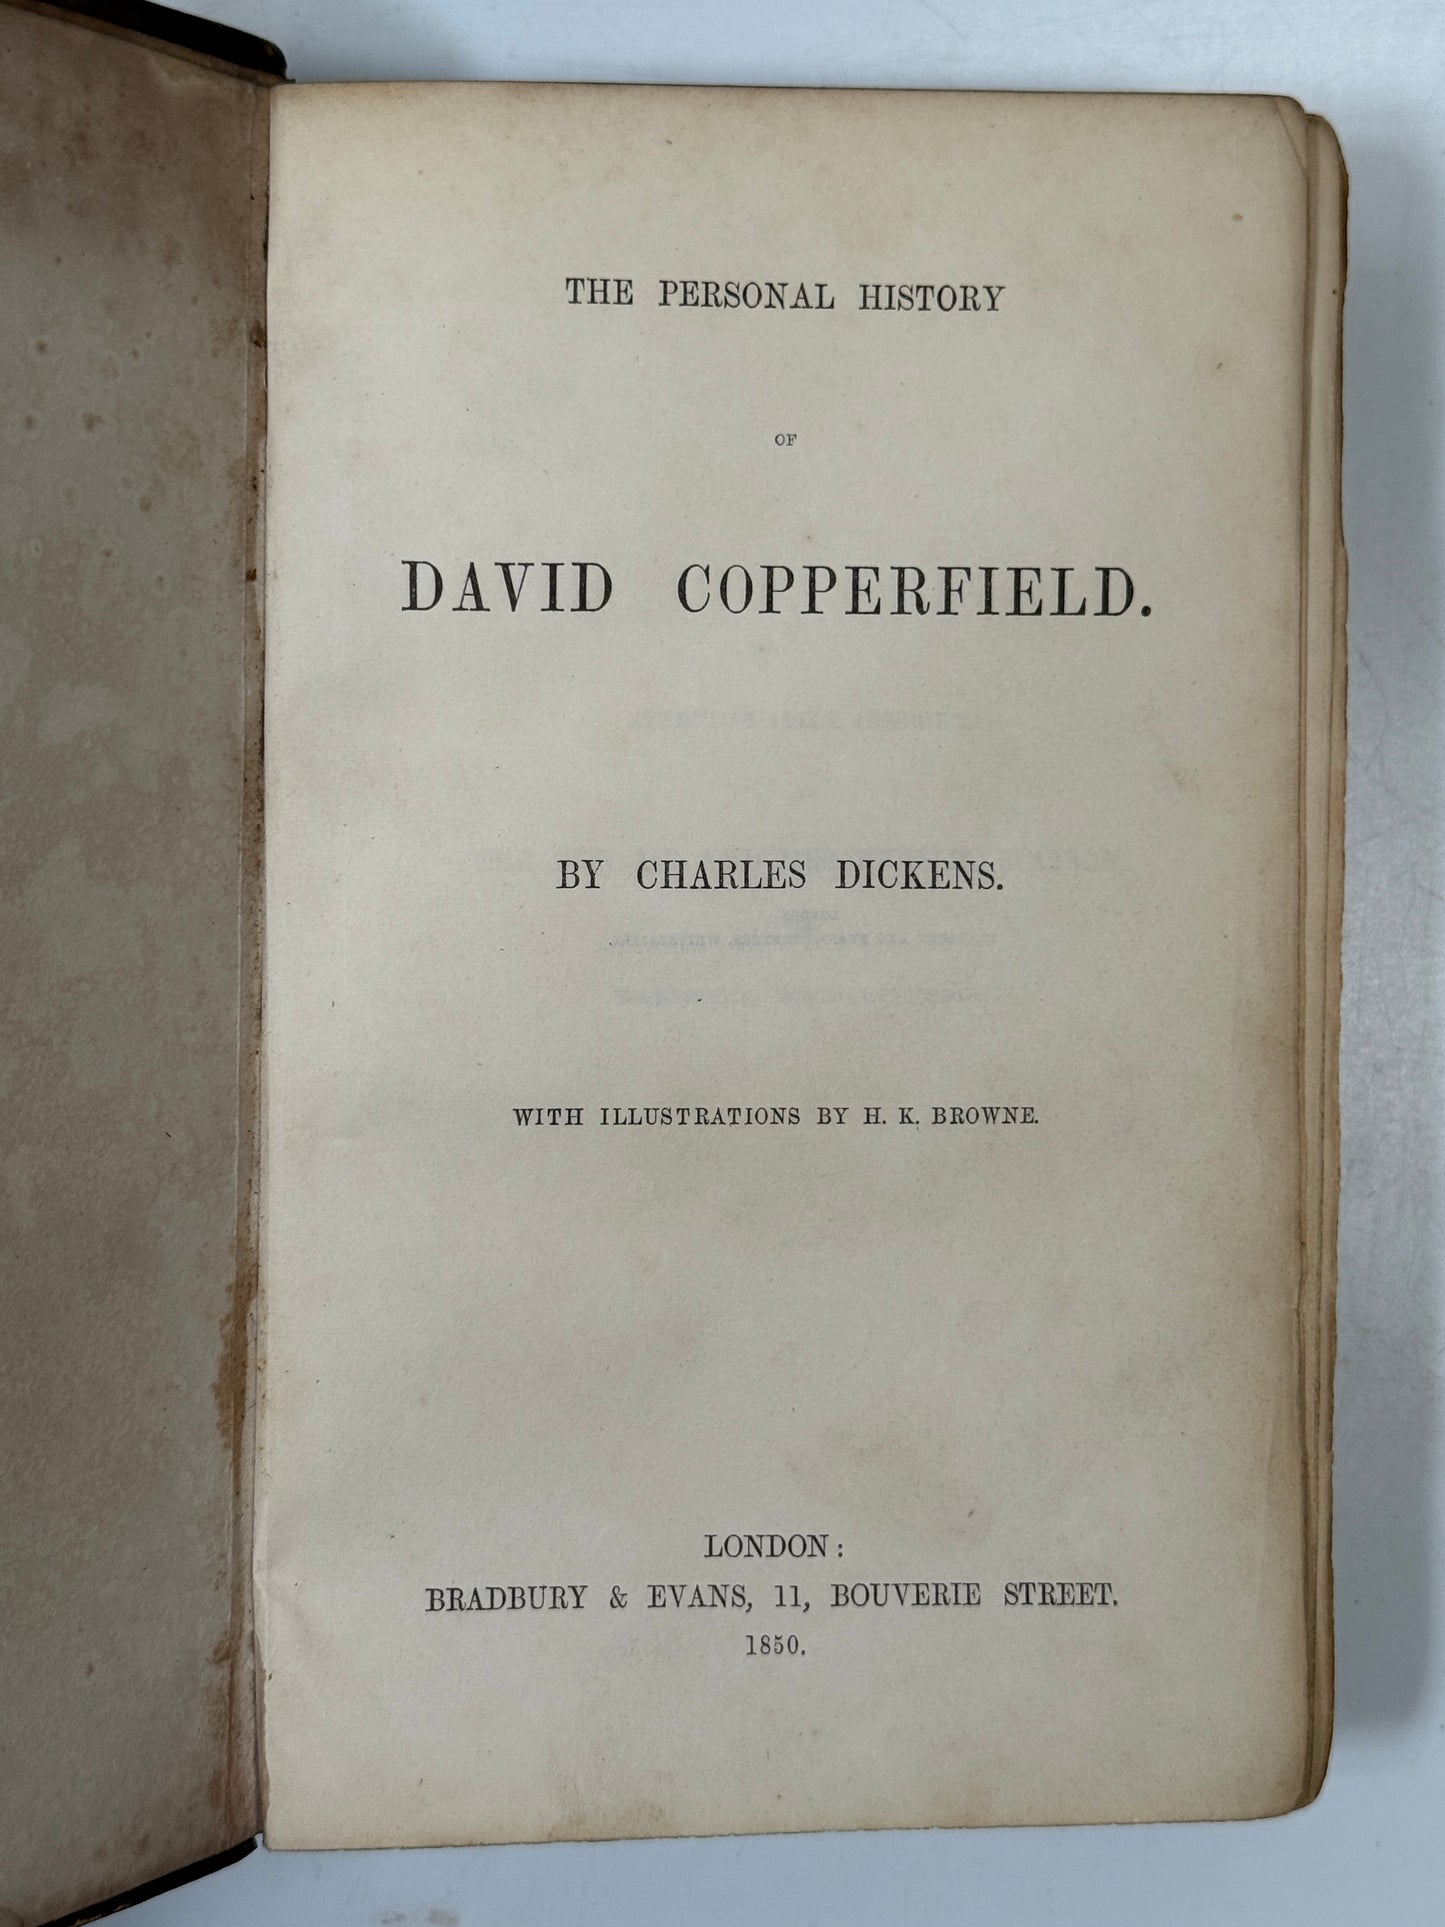 THE PERSONAL HISTORY
OF
DAVID COPPERFIELD.
BY CHARLES DICKENS.
WITH ILLUSTRATIONS BY H. K. BROWNE.
LONDON:
BRADBURY & EVANS, 11, BOUVERIE STREET.
1850.